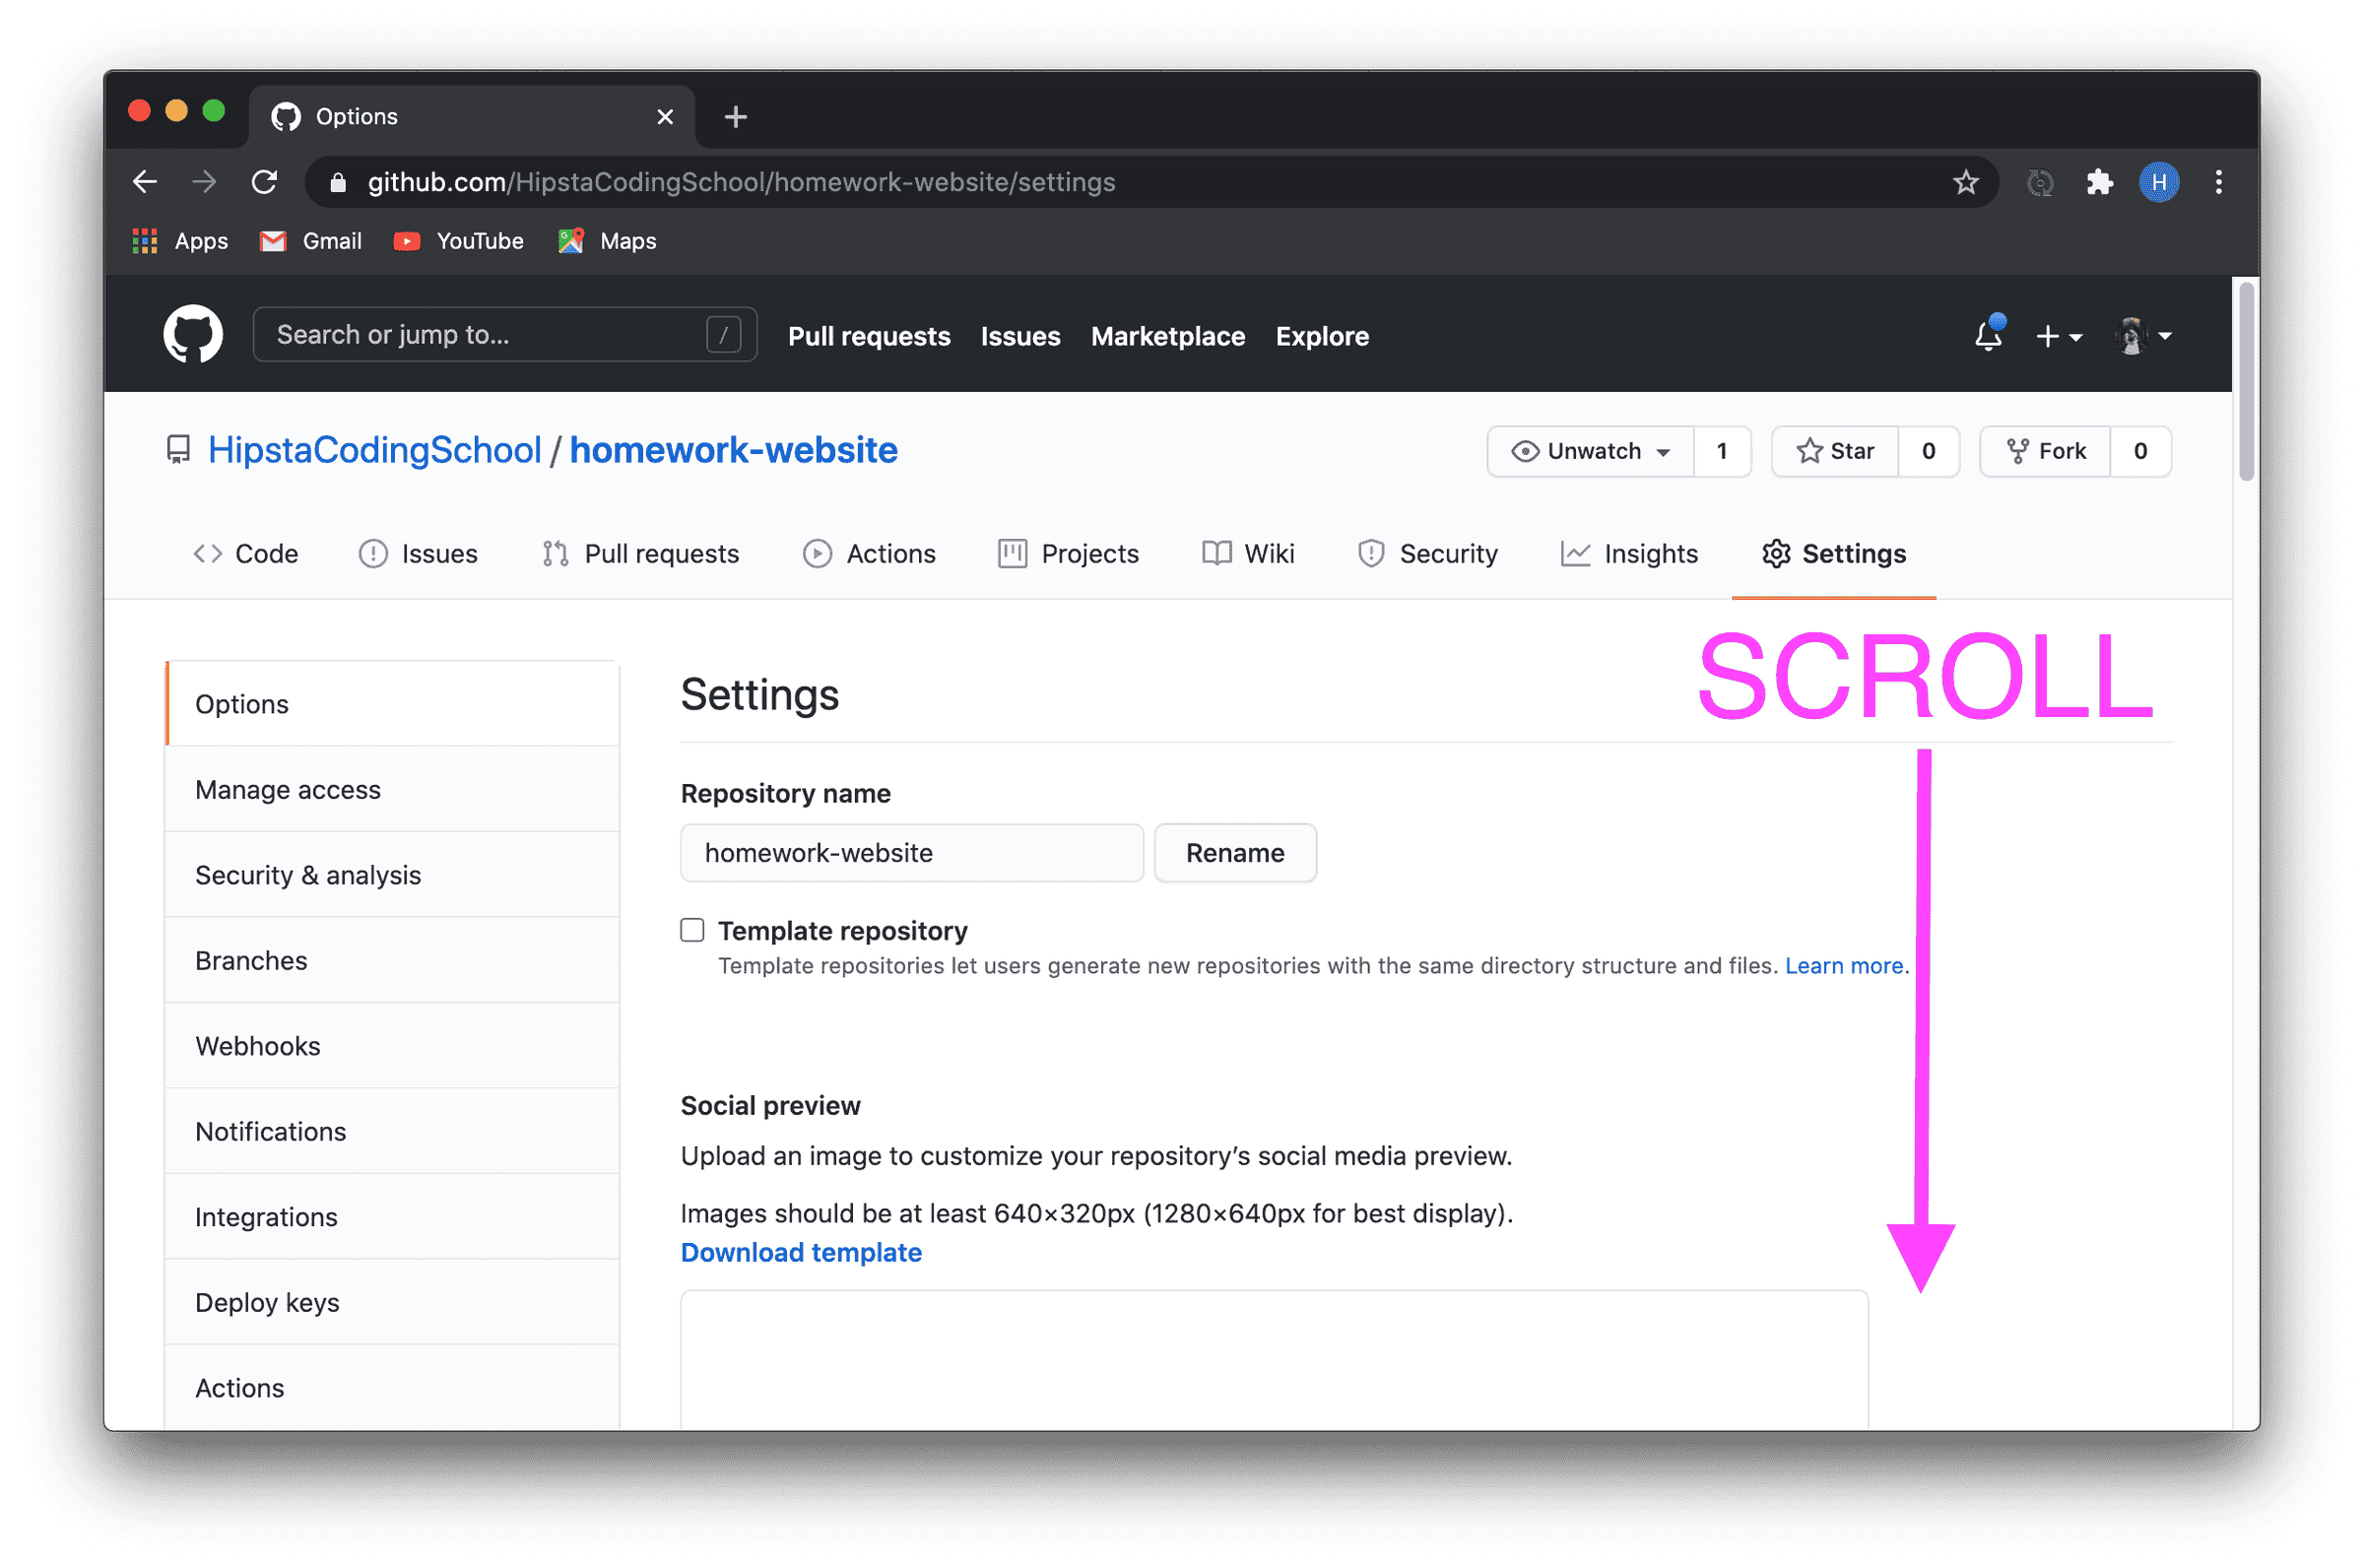 Options
github.com/HipstaCodingSchool/homework-website/settings
H
Apps Gmail YouTube Maps
Search or jump to... / Pull requests Issues Marketplace Explore
HipstaCodingSchool / homework-website Unwatch 1 Star 0 Fork 0
Code Issues Pull requests Actions Projects Wiki Security Insights Settings
SCROLL
Options
Manage access
Security & analysis
Branches
Webhooks
Notifications
Integrations
Deploy keys
Actions
Settings
Repository name
homework-website Rename
Template repository
Template repositories let users generate new repositories with the same directory structure and files. Learn more.
Social preview
Upload an image to customize your repository’s social media preview.
Images should be at least 640×320px (1280×640px for best display).
Download template